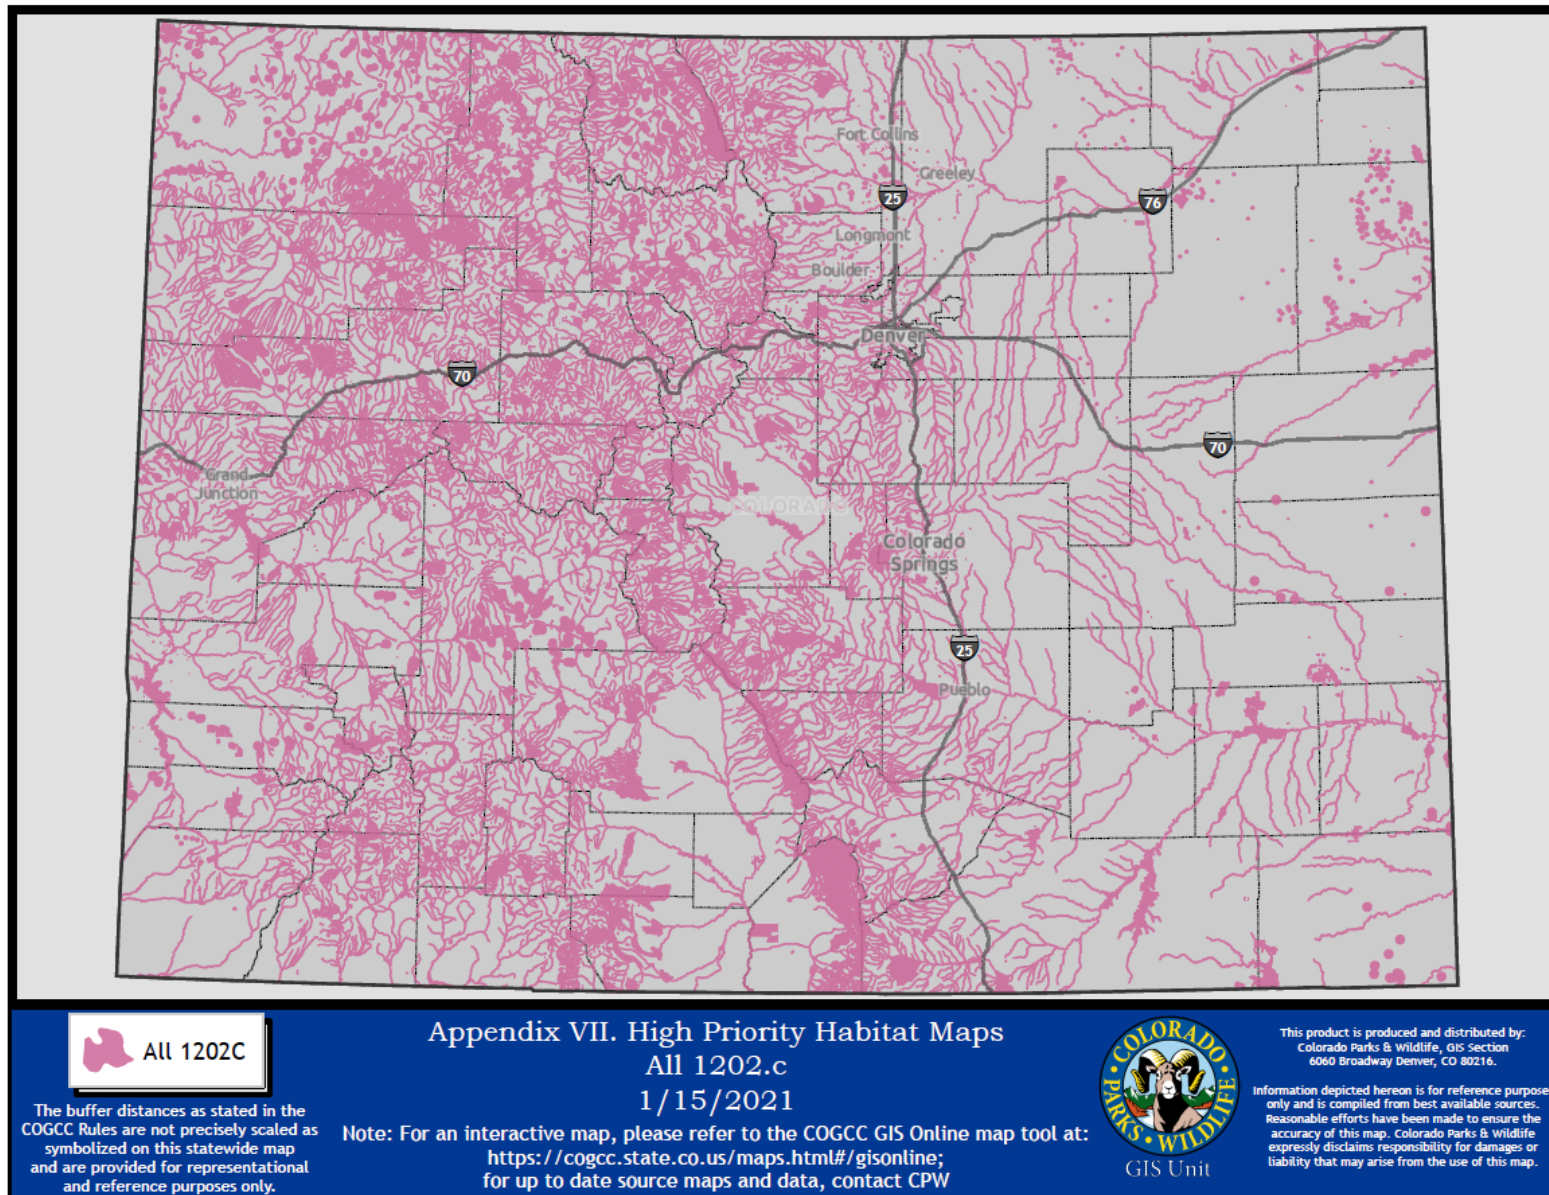 Fort Collins
Greeley
25
76
Longmont
Boulder
Denver
70
70
Grand
Junction
COLORADO
Colorado
Springs
25
Pueblo
All 1202C
The buffer distances as stated in the
COGCC Rules are not precisely scaled as
symbolized on this statewide map
and are provided for representational
and reference purposes only.
Appendix VII. High Priority Habitat Maps
All 1202.c
1/15/2021
Note: For an interactive map, please refer to the COGCC GIS Online map tool at:
https://cogcc.state.co.us/maps.html#/gisonline;
for up to date source maps and data, contact CPW
COLORADO
PARKS • WILDLIFE
GIS Unit
This product is produced and distributed by:
Colorado Parks & Wildlife, GIS Section
6060 Broadway Denver, CO 80216.
Information depicted hereon is for reference purpose
only and is compiled from best available sources.
Reasonable efforts have been made to ensure the
accuracy of this map. Colorado Parks & Wildlife
expressly disclaims responsibility for damages or
liability that may arise from the use of this map.